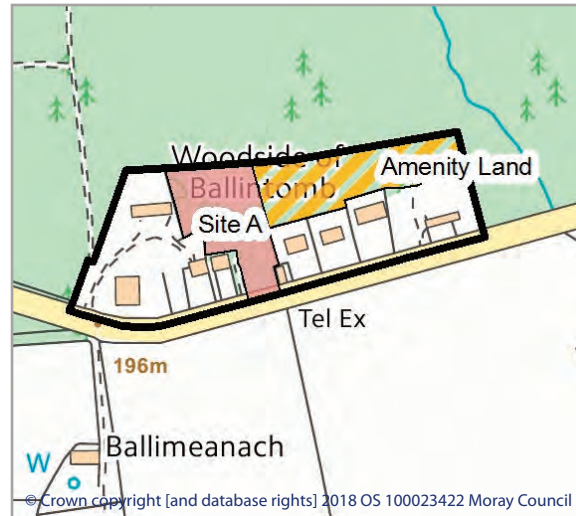 Woodside of
Ballintomb
Amenity Land
Site A
Tel Ex
196m
Ballimeanach
W
© Crown copyright [and database rights] 2018 OS 100023422 Moray Council